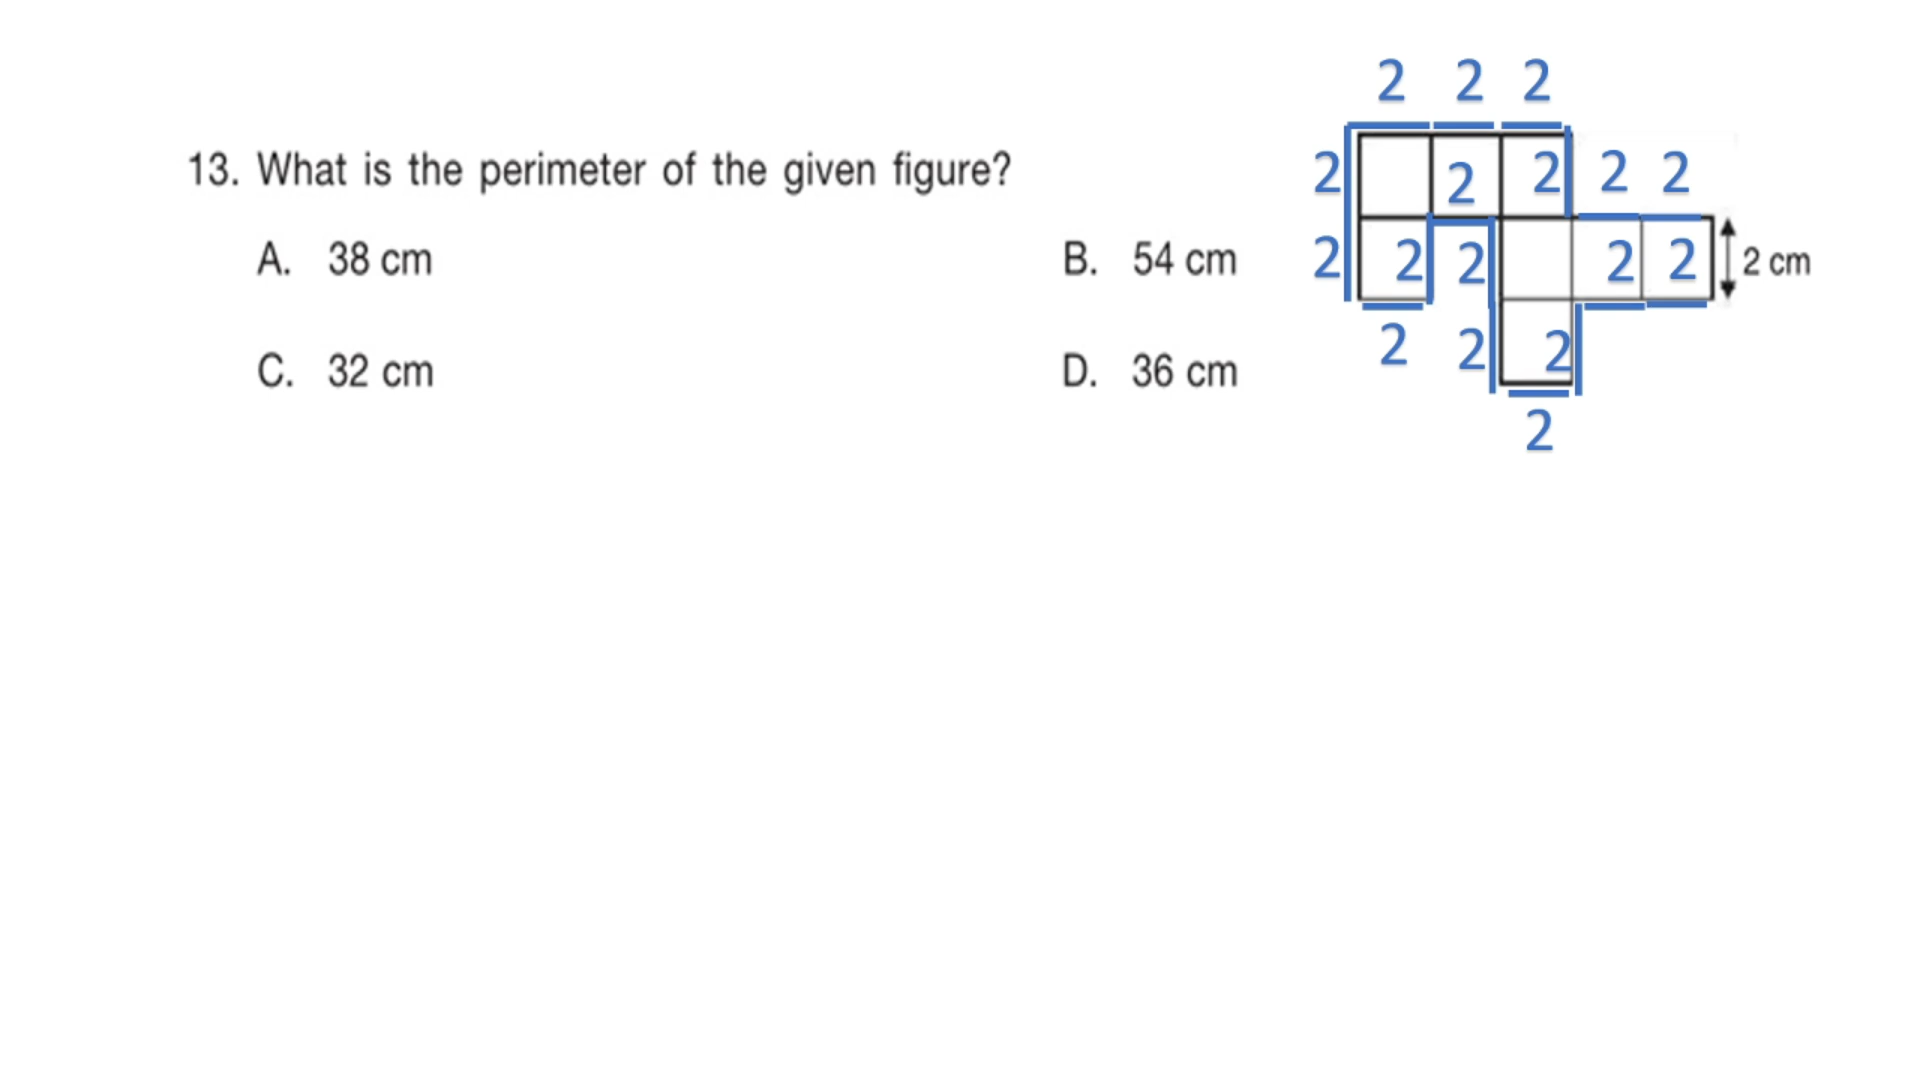 2 2 2
13. What is the perimeter of the given figure?
2 2 2 2 2
A. 38 cm B. 54 cm
2 2 2 2 2 2 cm
C. 32 cm D. 36 cm
2 2 2
2